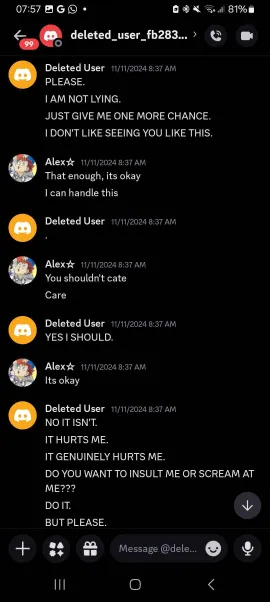 07:57
81%
99
deleted_user_fb283...
Deleted User 11/11/2024 8:37 AM
PLEASE.
I AM NOT LYING.
JUST GIVE ME ONE MORE CHANCE.
I DON'T LIKE SEEING YOU LIKE THIS.
Alex☆ 11/11/2024 8:37 AM
That enough, its okay
I can handle this
Deleted User 11/11/2024 8:37 AM
.
Alex☆ 11/11/2024 8:37 AM
You shouldn't cate
Care
Deleted User 11/11/2024 8:37 AM
YES I SHOULD.
Alex☆ 11/11/2024 8:37 AM
Its okay
Deleted User 11/11/2024 8:37 AM
NO IT ISN'T.
IT HURTS ME.
IT GENUINELY HURTS ME.
DO YOU WANT TO INSULT ME OR SCREAM AT
ME???
DO IT.
BUT PLEASE.
Message @dele...